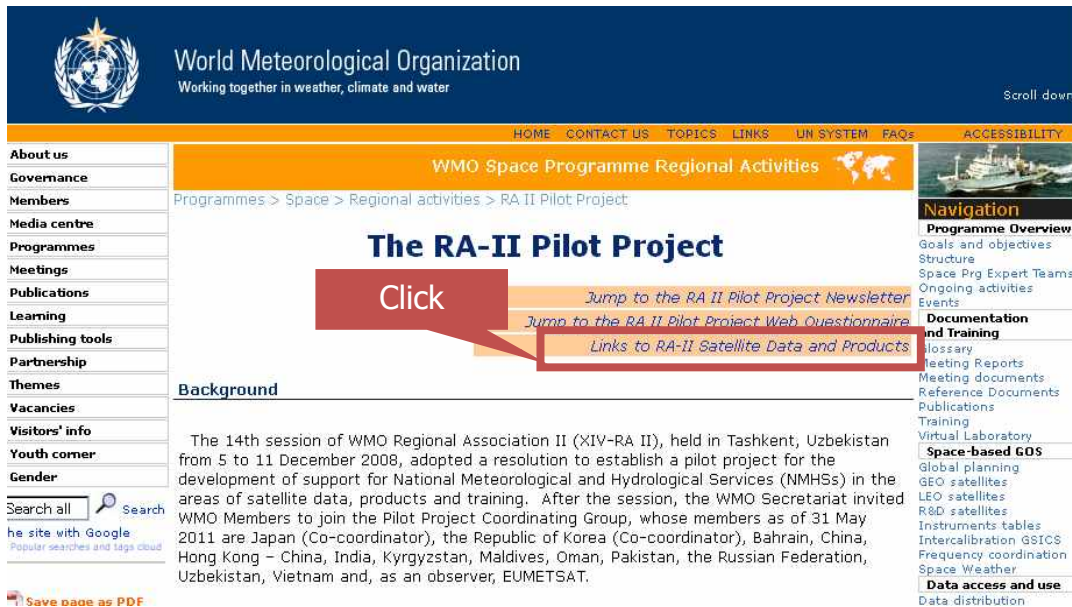 World Meteorological Organization
Working together in weather, climate and water
Scroll down
HOME CONTACT US TOPICS LINKS UN SYSTEM FAQs ACCESSIBILITY
About us
Governance
Members
Media centre
Programmes
Meetings
Publications
Learning
Publishing tools
Partnership
Themes
Vacancies
Visitors' info
Youth corner
Gender
Search all Search
he site with Google
Popular searches and tags cloud
Save page as PDF
WMO Space Programme Regional Activities
Programmes > Space > Regional activities > RA II Pilot Project
The RA-II Pilot Project
Click
Jump to the RA II Pilot Project Newsletter
Jump to the RA II Pilot Project Web Questionnaire
Links to RA-II Satellite Data and Products
Background
The 14th session of WMO Regional Association II (XIV-RA II), held in Tashkent, Uzbekistan
from 5 to 11 December 2008, adopted a resolution to establish a pilot project for the
development of support for National Meteorological and Hydrological Services (NMHSs) in the
areas of satellite data, products and training. After the session, the WMO Secretariat invited
WMO Members to join the Pilot Project Coordinating Group, whose members as of 31 May
2011 are Japan (Co-coordinator), the Republic of Korea (Co-coordinator), Bahrain, China,
Hong Kong – China, India, Kyrgyzstan, Maldives, Oman, Pakistan, the Russian Federation,
Uzbekistan, Vietnam and, as an observer, EUMETSAT.
Navigation
Programme Overview
Goals and objectives
Structure
Space Prg Expert Teams
Ongoing activities
Events
Documentation
and Training
Glossary
Meeting Reports
Meeting documents
Reference Documents
Publications
Training
Virtual Laboratory
Space-based GOS
Global planning
GEO satellites
LEO satellites
R&D satellites
Instruments tables
Intercalibration GSICS
Frequency coordination
Space Weather
Data access and use
Data distribution